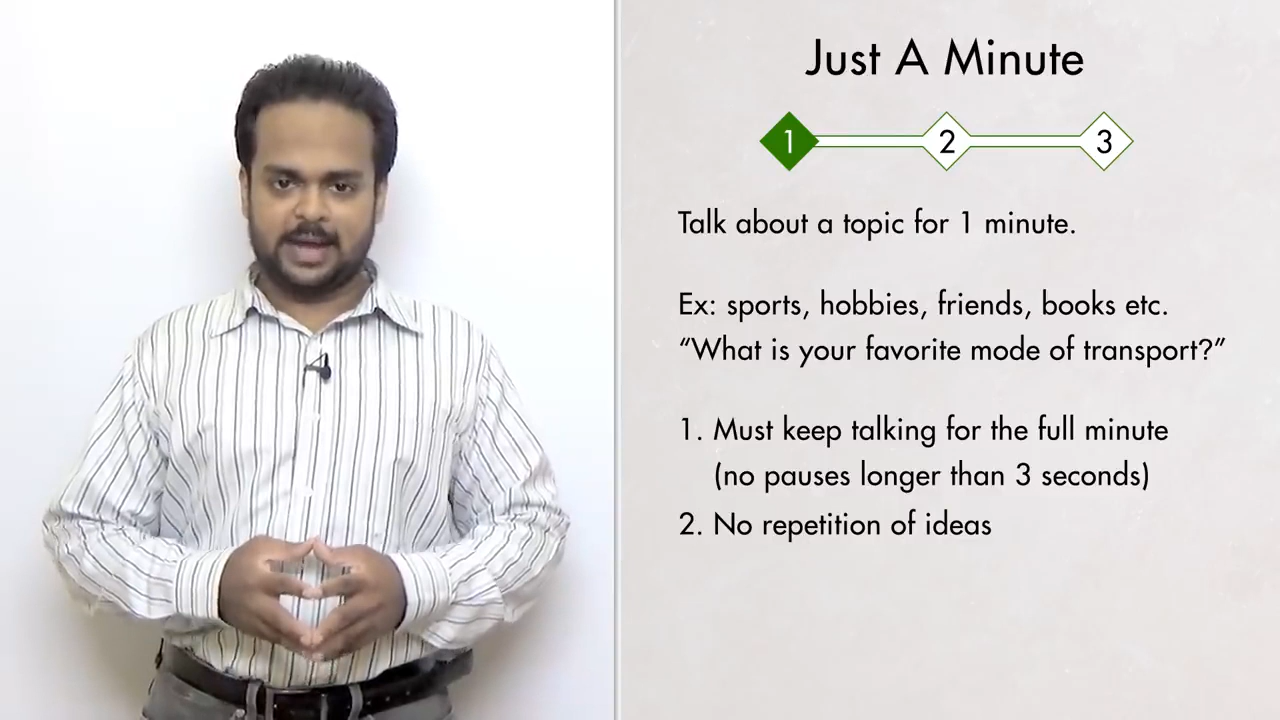 Just A Minute
1 2 3
Talk about a topic for 1 minute.
Ex: sports, hobbies, friends, books etc.
“What is your favorite mode of transport?”
1. Must keep talking for the full minute
(no pauses longer than 3 seconds)
2. No repetition of ideas